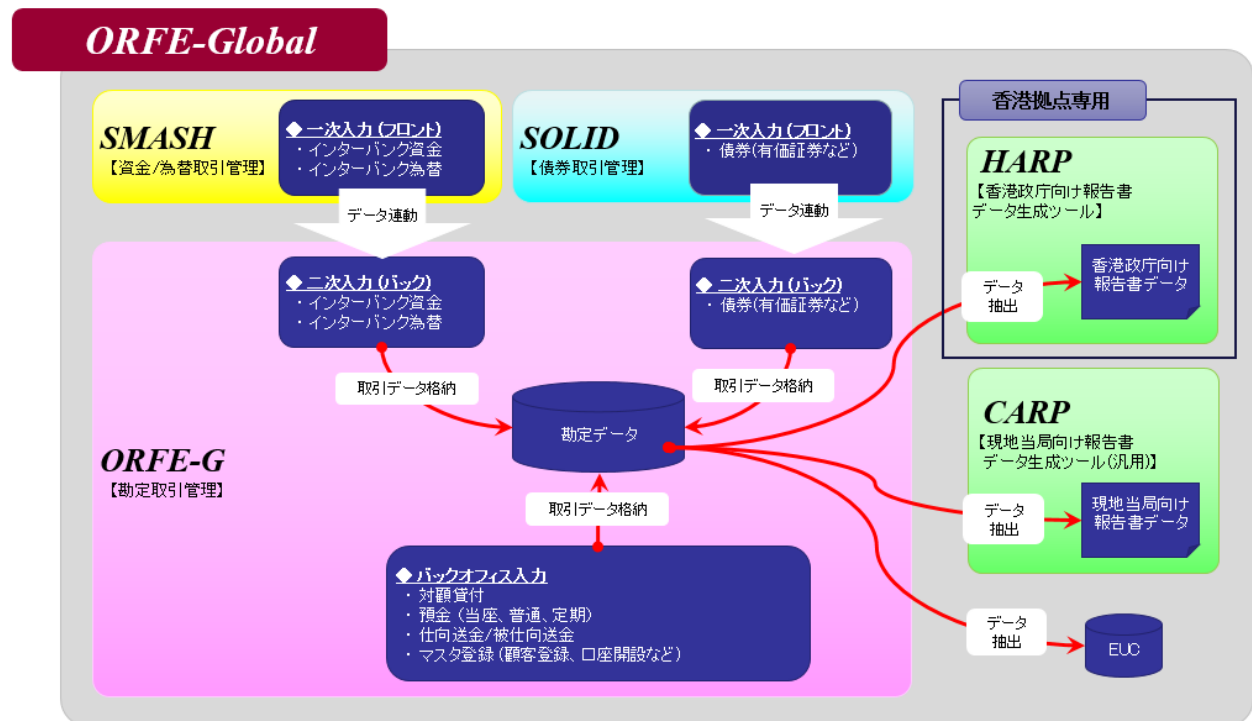 ORFE-Global
SMASH
【資金/為替取引管理】
◆ 一次入力 (フロント)
・ インターバンク資金
・ インターバンク為替
データ連動
SOLID
【債券取引管理】
◆ 一次入力 (フロント)
・ 債券(有価証券など)
データ連動
香港拠点専用
HARP
【香港政庁向け報告書
データ生成ツール】
香港政庁向け
報告書データ
データ
抽出
◆ 二次入力 (バック)
・ インターバンク資金
・ インターバンク為替
◆ 二次入力 (バック)
・ 債券(有価証券など)
取引データ格納
取引データ格納
勘定データ
ORFE-G
【勘定取引管理】
取引データ格納
◆ バックオフィス入力
・ 対顧貸付
・ 預金 (当座、普通、定期)
・ 仕向送金/被仕向送金
・ マスタ登録 (顧客登録、口座開設など)
CARP
【現地当局向け報告書
データ生成ツール(汎用)】
現地当局向け
報告書データ
データ
抽出
データ
抽出
EUC